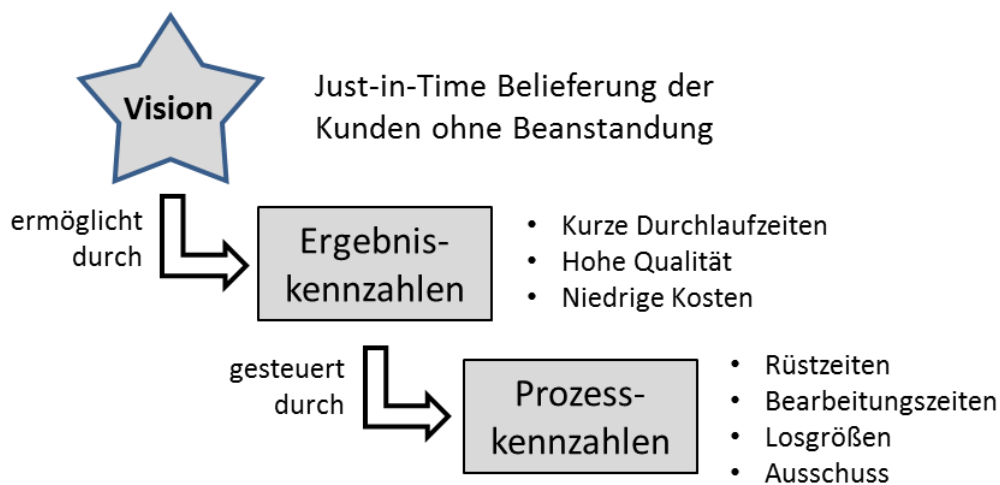 Vision
Just-in-Time Belieferung der
Kunden ohne Beanstandung
ermöglicht
durch
Ergebnis-
kennzahlen
• Kurze Durchlaufzeiten
• Hohe Qualität
• Niedrige Kosten
gesteuert
durch
Prozess-
kennzahlen
• Rüstzeiten
• Bearbeitungszeiten
• Losgrößen
• Ausschuss